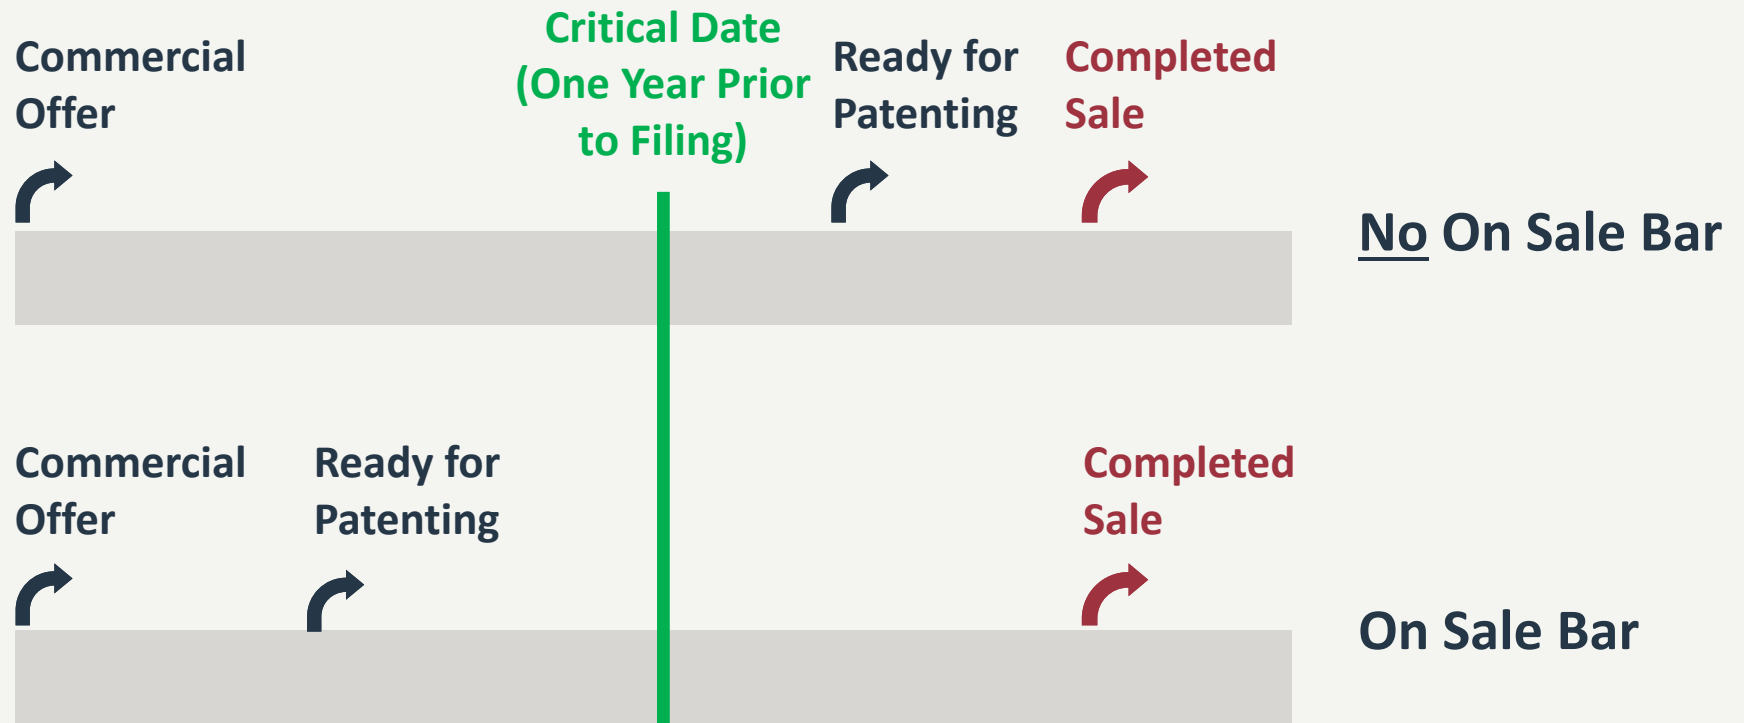 Commercial
Offer
Critical Date
(One Year Prior
to Filing)
Ready for
Patenting
Completed
Sale
No On Sale Bar
Commercial
Offer
Ready for
Patenting
Completed
Sale
On Sale Bar